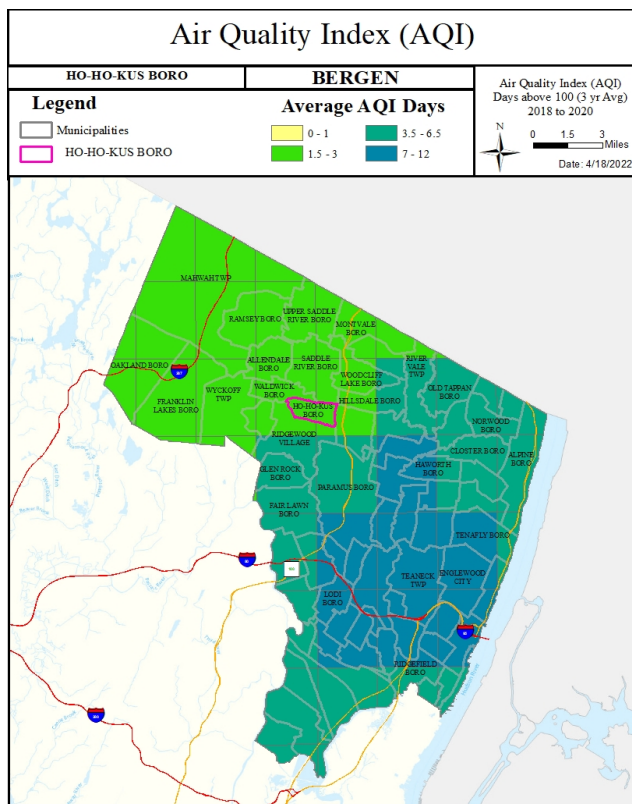 Air Quality Index (AQI)
HO-HO-KUS BORO
BERGEN
Legend
Municipalities
HO-HO-KUS BORO
Average AQI Days
0 - 1
1.5 - 3
3.5 - 6.5
7 - 12
Air Quality Index (AQI)
Days above 100 (3 yr Avg)
2018 to 2020
N
0 1.5 3
Miles
Date: 4/18/2022
MAHWAH TWP
UPPER SADDLE
RIVER BORO
RAMSEY BORO
MONTVALE
BORO
OAKLAND BORO
ALLENDALE
BORO
SADDLE
RIVER BORO
RIVER
VALE
TWP
WOODCLIFF
LAKE BORO
OLD TAPPAN
BORO
WYCKOFF
TWP
WALDWICK
BORO
FRANKLIN
LAKES BORO
HO-HO-KUS
BORO
HILLSDALE BORO
NORWOOD
BORO
RIDGEWOOD
VILLAGE
CLOSTER BORO
ALPINE
BORO
GLEN ROCK
BORO
HAWORTH
BORO
PARAMUS BORO
FAIR LAWN
BORO
TENAFLY BORO
TEANECK
TWP
ENGLEWOOD
CITY
LODI
BORO
RIDGEFIELD
BORO